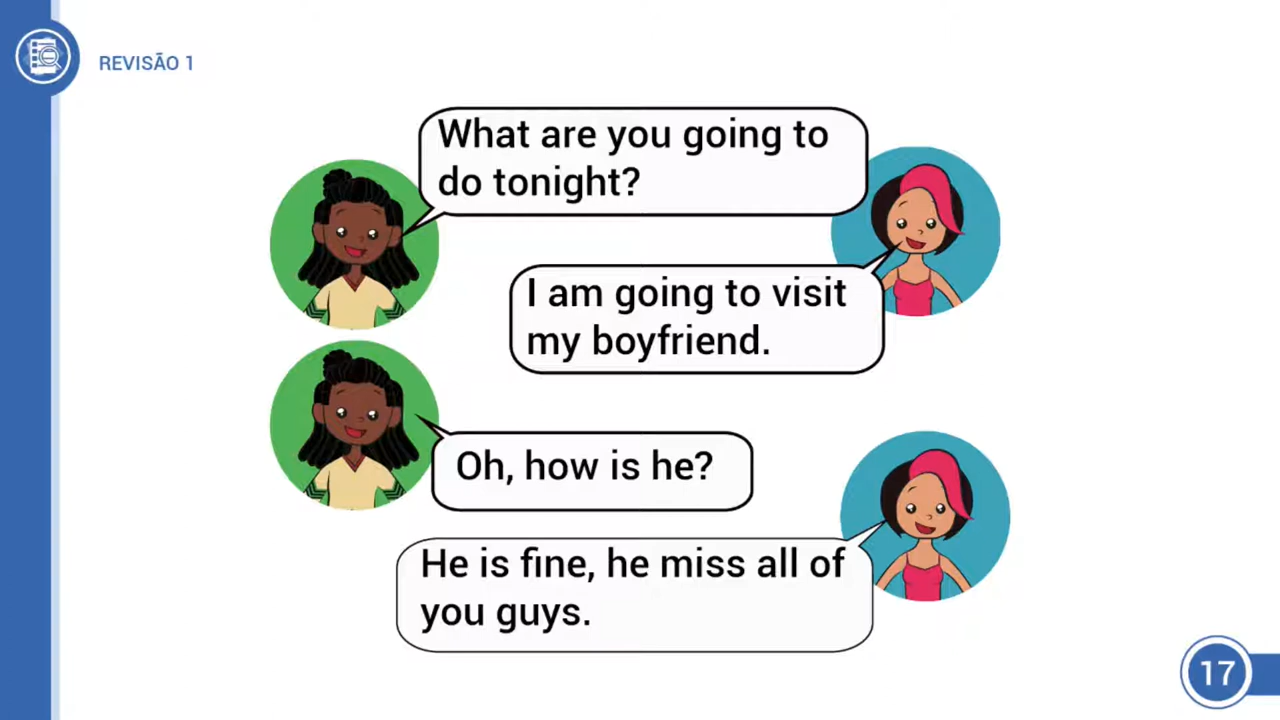 REVISÃO 1
What are you going to
do tonight?
I am going to visit
my boyfriend.
Oh, how is he?
He is fine, he miss all of
you guys.
17